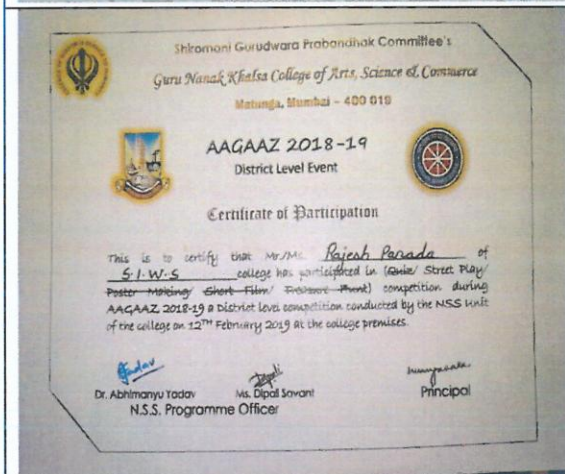 Shiromani Gurudwara Prabandhak Committee's
Guru Nanak Khalsa College of Arts, Science & Commerce
Matunga, Mumbai - 400 019
AAGAAZ 2018-19
District Level Event
Certificate of Participation
This is to certify that Mr/Ms. Rajesh Parada of
S.I.W.S college has participated in (Quiz/ Street Play/
Poster Making/ Short Film/ Treasure Hunt) competition during
AAGAAZ 2018-19 a District level competition conducted by the NSS Unit
of the college on 12TH February 2019 at the college premises.
Dr. Abhimanyu Yadav Ms. Dipali Savant Principal
N.S.S. Programme Officer